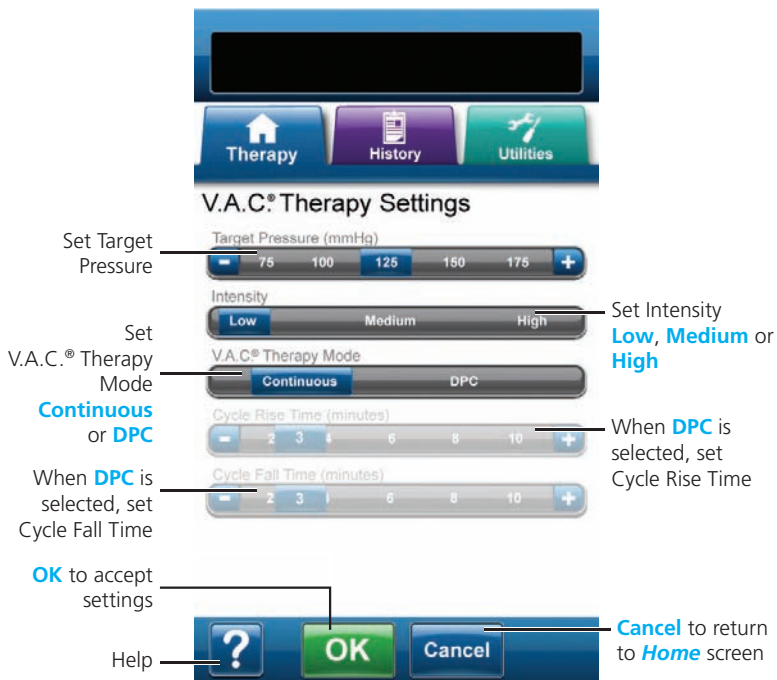 Therapy
History
Utilities
V.A.C.® Therapy Settings
Target Pressure (mmHg)
- 75 100 125 150 175 +
Set Target
Pressure
Intensity
Low Medium High
Set Intensity
Low, Medium or
High
V.A.C.® Therapy Mode
Continuous DPC
Set
V.A.C.® Therapy
Mode
Continuous
or DPC
Cycle Rise Time (minutes)
- 2 3 4 6 8 10 +
When DPC is
selected, set
Cycle Rise Time
Cycle Fall Time (minutes)
- 2 3 4 6 8 10 +
When DPC is
selected, set
Cycle Fall Time
OK to accept
settings
? OK Cancel
Help
Cancel to return
to Home screen